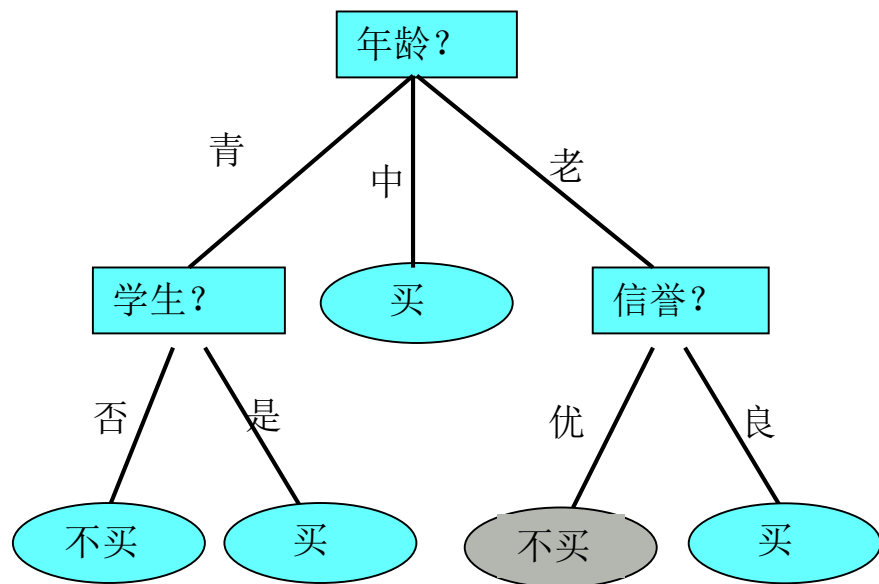 年龄？
青
中
老
学生？
买
信誉？
否
是
优
良
不买
买
不买
买